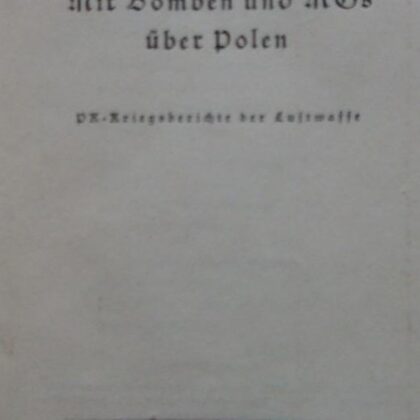 Mit Bomben und MGs
über Polen
PK-Kriegsberichte der Luftwaffe